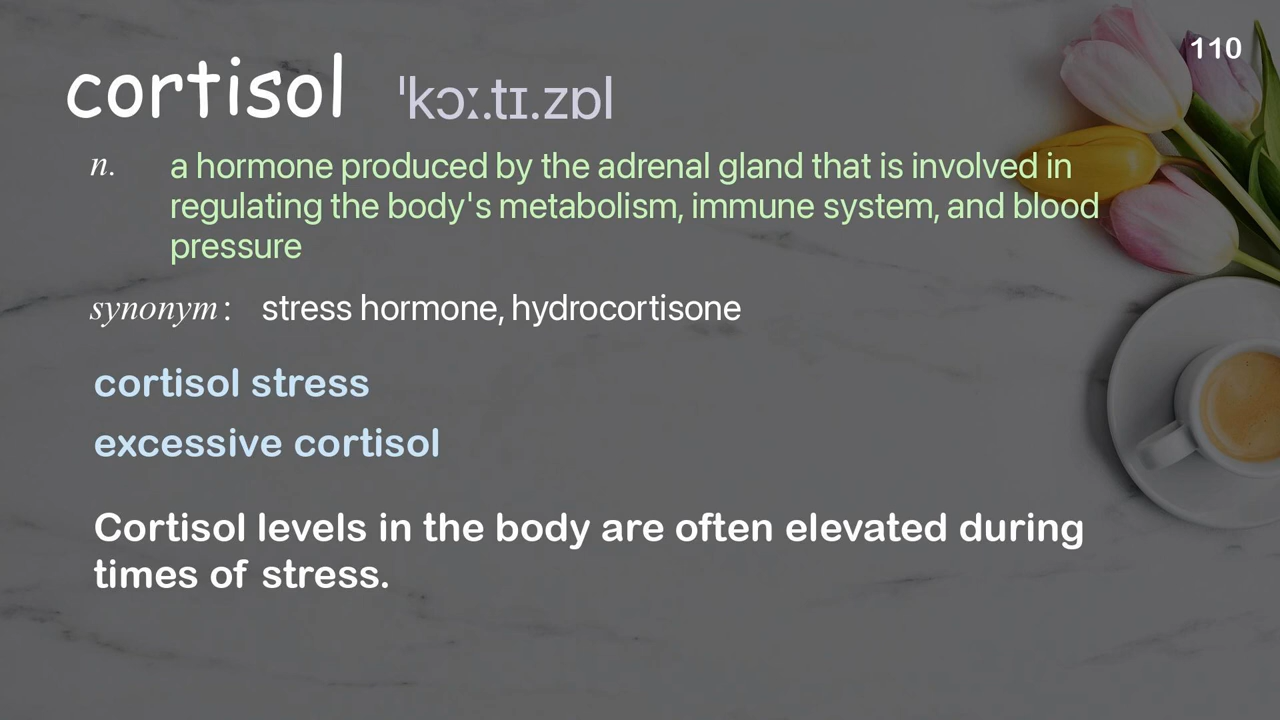 110
cortisol ˈkɔː.tɪ.zɒl
n. a hormone produced by the adrenal gland that is involved in
regulating the body's metabolism, immune system, and blood
pressure
synonym: stress hormone, hydrocortisone
cortisol stress
excessive cortisol
Cortisol levels in the body are often elevated during
times of stress.